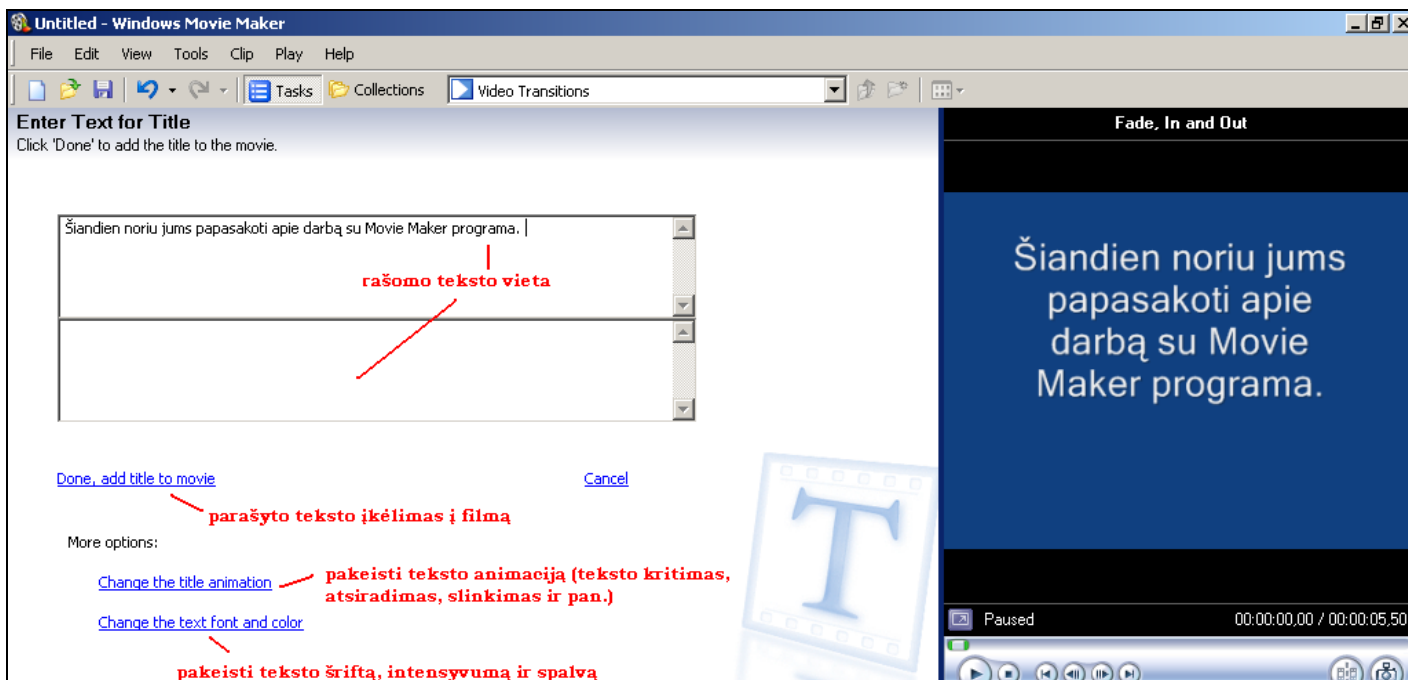 Untitled - Windows Movie Maker
File Edit View Tools Clip Play Help
Tasks Collections Video Transitions
Enter Text for Title
Click 'Done' to add the title to the movie.
Šiandien noriu jums papasakoti apie darbą su Movie Maker programa.
rašomo teksto vieta
Done, add title to movie
Cancel
parašyto teksto įkėlimas į filmą
More options:
Change the title animation
pakeisti teksto animaciją (teksto kritimas,
atsiradimas, slinkimas ir pan.)
Change the text font and color
pakeisti teksto šriftą, intensyvumą ir spalvą
T
Fade, In and Out
Šiandien noriu jums
papasakoti apie
darbą su Movie
Maker programa.
Paused 00:00:00,00 / 00:00:05,50